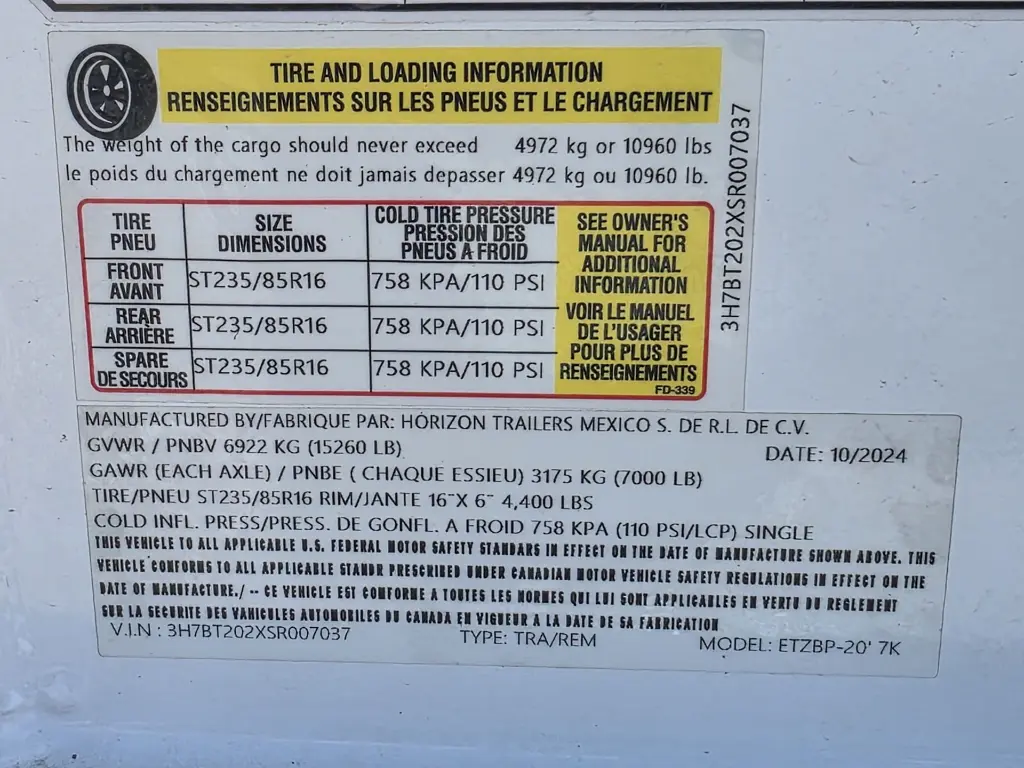 TIRE AND LOADING INFORMATION
RENSEIGNEMENTS SUR LES PNEUS ET LE CHARGEMENT
The weight of the cargo should never exceed 4972 kg or 10960 lbs
le poids du chargement ne doit jamais depasser 4972 kg ou 10960 lb.
TIRE
PNEU
SIZE
DIMENSIONS
COLD TIRE PRESSURE
PRESSION DES
PNEUS A FROID
FRONT
AVANT
ST235/85R16
758 KPA/110 PSI
REAR
ARRIÈRE
ST235/85R16
758 KPA/110 PSI
SPARE
DE SECOURS
ST235/85R16
758 KPA/110 PSI
SEE OWNER'S
MANUAL FOR
ADDITIONAL
INFORMATION
VOIR LE MANUEL
DE L'USAGER
POUR PLUS DE
RENSEIGNEMENTS
FD-339
3H7BT202XSR007037
MANUFACTURED BY/FABRIQUE PAR: HORIZON TRAILERS MEXICO S. DE R.L. DE C.V.
GVWR / PNBV 6922 KG (15260 LB)
DATE: 10/2024
GAWR (EACH AXLE) / PNBE ( CHAQUE ESSIEU) 3175 KG (7000 LB)
TIRE/PNEU ST235/85R16 RIM/JANTE 16" X 6" 4,400 LBS
COLD INFL. PRESS/PRESS. DE GONFL. A FROID 758 KPA (110 PSI/LCP) SINGLE
THIS VEHICLE TO ALL APPLICABLE U.S. FEDERAL MOTOR SAFETY STANDARS IN EFFECT ON THE DATE OF MANUFACTURE SHOWN ABOVE. THIS
VEHICLE CONFORMS TO ALL APPLICABLE STANDR PRESCRISED UNDER CANADIAN MOTOR VEHICLE SAFETY REGULATIONS IN EFFECT ON THE
DATE OF MANUFACTURE./ -- CE VEHICLE EST CONFORME A TOUTES LES NORMES QUI LUI SONT APPLICABLES EN VERTU DU REGLEMENT
SUR LA SECURITE DES VAHICULES AUTOMOBILES DU CANADA EN VIGUEUR A LA DATE DE SA FABRICATION
V.I.N : 3H7BT202XSR007037
TYPE: TRA/REM
MODEL: ETZBP-20' 7K